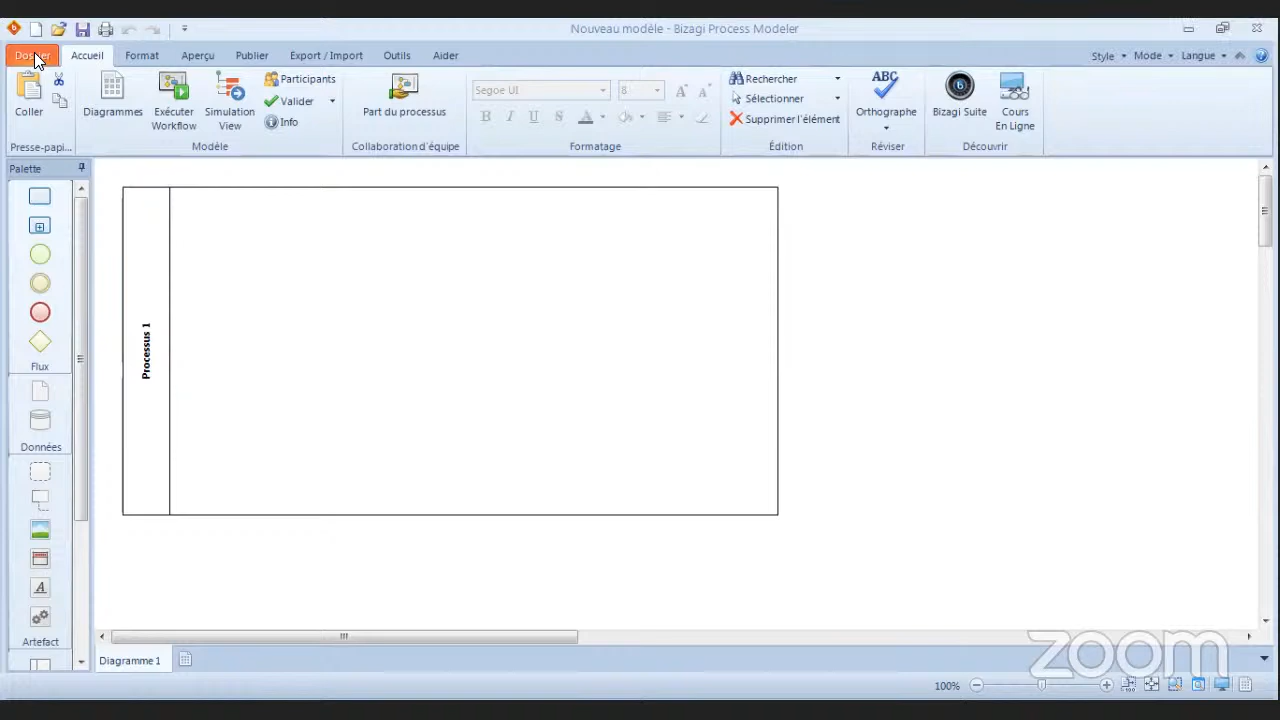 Nouveau modèle - Bizagi Process Modeler
Dossier Accueil Format Aperçu Publier Export / Import Outils Aider Style Mode Langue
Coller
Presse-papi...
Diagrammes
Exécuter Workflow
Simulation View
Participants
Valider
Info
Modèle
Part du processus
Collaboration d'équipe
Segoe UI 8
Formatage
Rechercher
Sélectionner
Supprimer l'élément
Édition
ABC
Orthographe
Réviser
Bizagi Suite
Cours En Ligne
Découvrir
Palette
Flux
Données
Artefact
Processus 1
Diagramme 1
100%
zoom